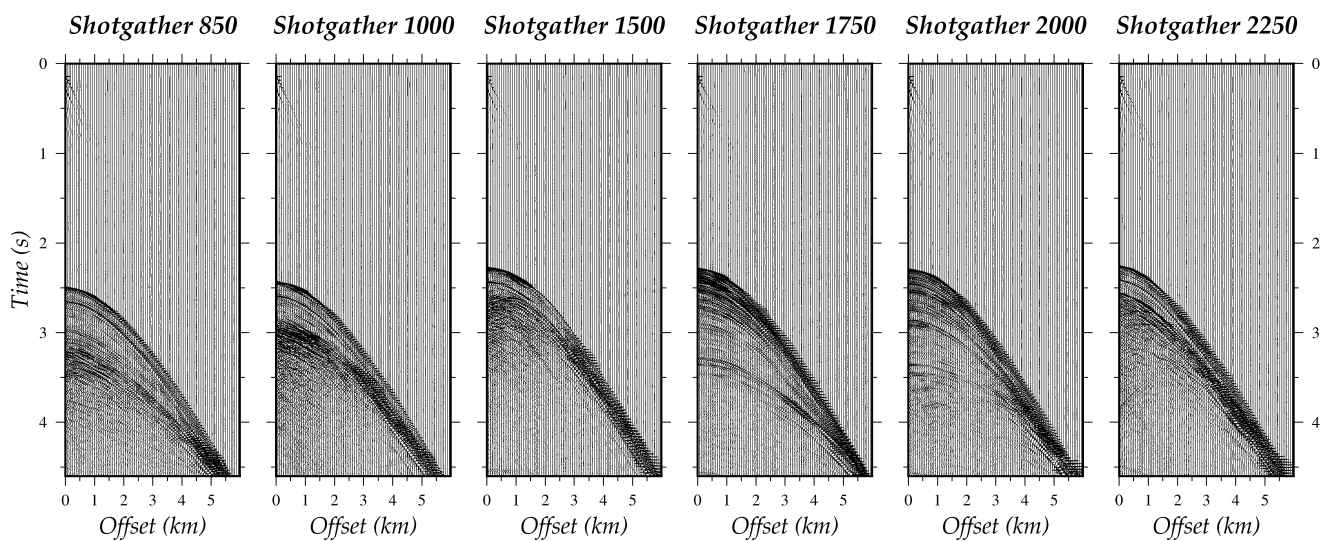 Shotgather 850 Shotgather 1000 Shotgather 1500 Shotgather 1750 Shotgather 2000 Shotgather 2250
0 0
1 1
2 2
3 3
4 4
Time (s)
0 1 2 3 4 5 0 1 2 3 4 5 0 1 2 3 4 5 0 1 2 3 4 5 0 1 2 3 4 5 0 1 2 3 4 5
Offset (km) Offset (km) Offset (km) Offset (km) Offset (km) Offset (km)